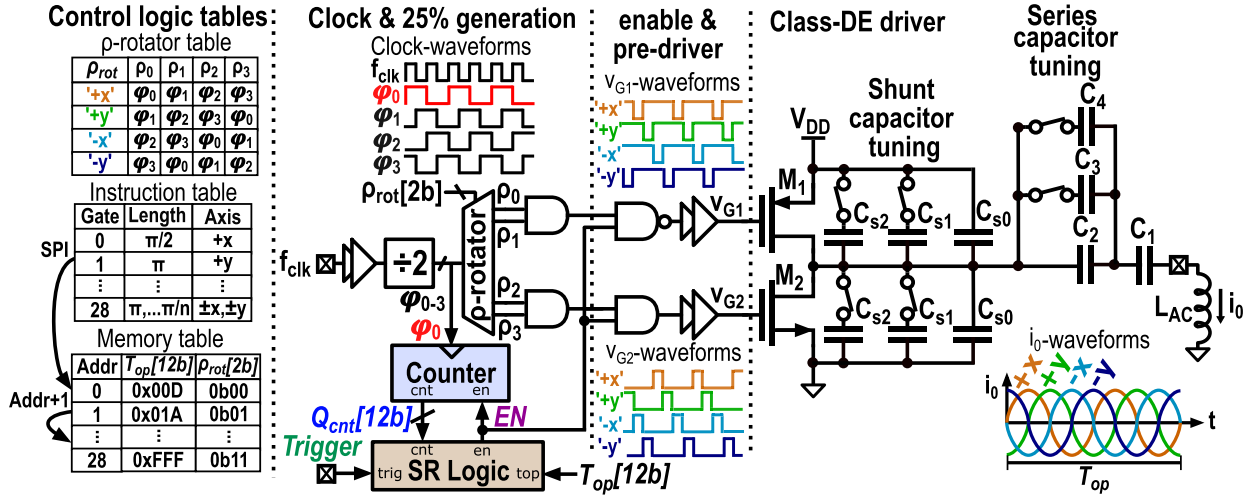 Control logic tables
ρ-rotator table
ρrot ρ0 ρ1 ρ2 ρ3
'+x' φ0 φ1 φ2 φ3
'+y' φ1 φ2 φ3 φ0
'-x' φ2 φ3 φ0 φ1
'-y' φ3 φ0 φ1 φ2
Instruction table
Gate Length Axis
0 π/2 +x
1 π +y
⋮ ⋮ ⋮
28 π,...π/n ±x,±y
SPI
Memory table
Addr Top[12b] ρrot[2b]
0 0x00D 0b00
1 0x01A 0b01
⋮ ⋮ ⋮
28 0xFFF 0b11
Addr+1
Clock & 25% generation
Clock-waveforms
fclk
φ0
φ1
φ2
φ3
ρrot[2b]
fclk
÷2
ρ-rotator
ρ0
ρ1
ρ2
ρ3
φ0-3
φ0
Counter
cnt en
Qcnt[12b]
EN
Trigger
cnt en
trig SR Logic top
Top[12b]
enable &
pre-driver
vG1-waveforms
'+x'
'+y'
'-x'
'-y'
vG1
vG2
vG2-waveforms
'+x'
'+y'
'-x'
'-y'
Class-DE driver
Shunt
capacitor
tuning
VDD
M1
Cs2 Cs1 Cs0
M2
Cs2 Cs1 Cs0
Series
capacitor
tuning
C4
C3
C2 C1
LAC i0
i0-waveforms
+x +y -x -y
i0
t
Top